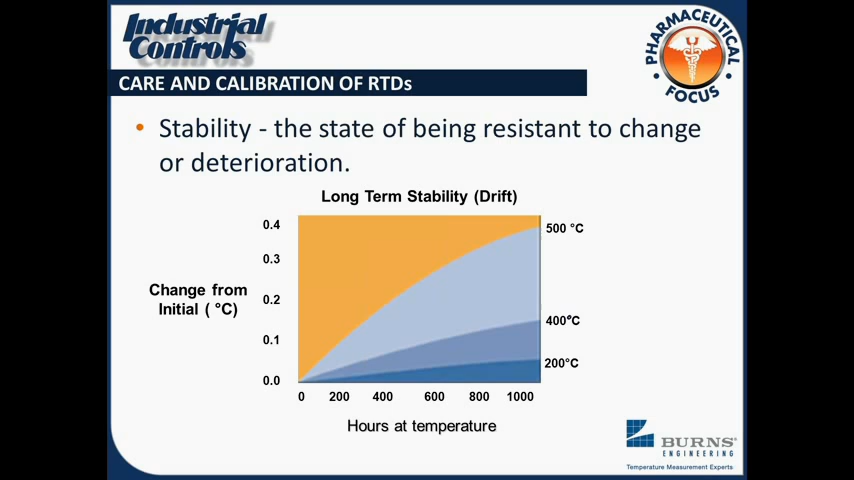 Industrial
Controls
PHARMACEUTICAL
FOCUS
CARE AND CALIBRATION OF RTDs
• Stability - the state of being resistant to change
or deterioration.
Long Term Stability (Drift)
0.4
0.3
0.2
0.1
0.0
Change from
Initial ( °C)
500 °C
400°C
200°C
0 200 400 600 800 1000
Hours at temperature
BURNS®
ENGINEERING
Temperature Measurement Experts